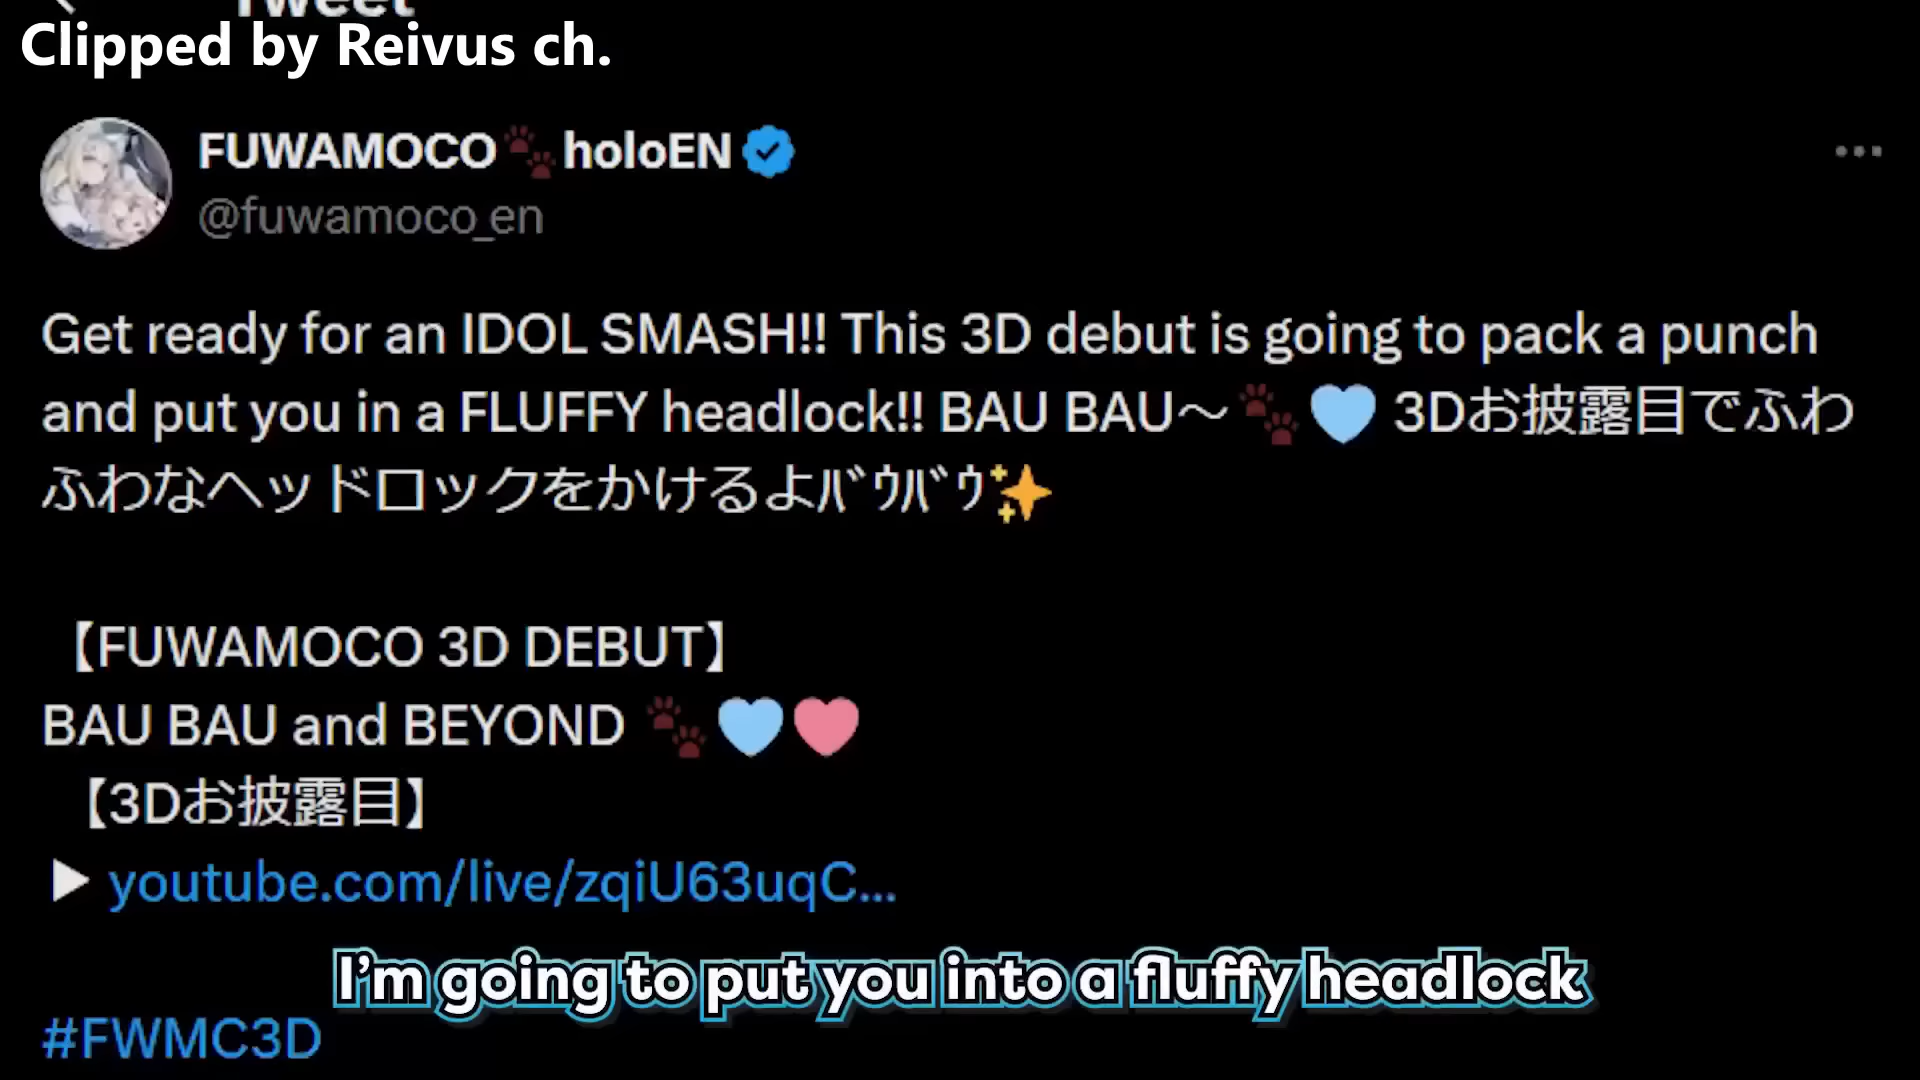 Tweet
Clipped by Reivus ch.
FUWAMOCO🐾holoEN
@fuwamoco_en
Get ready for an IDOL SMASH!! This 3D debut is going to pack a punch
and put you in a FLUFFY headlock!! BAU BAU～🐾🩵 3Dお披露目でふわ
ふわなヘッドロックをかけるよﾊﾞｳﾊﾞｳ✨
【FUWAMOCO 3D DEBUT】
BAU BAU and BEYOND 🐾🩵🩷
【3Dお披露目】
▶ youtube.com/live/zqiU63uqC…
I’m going to put you into a fluffy headlock
#FWMC3D